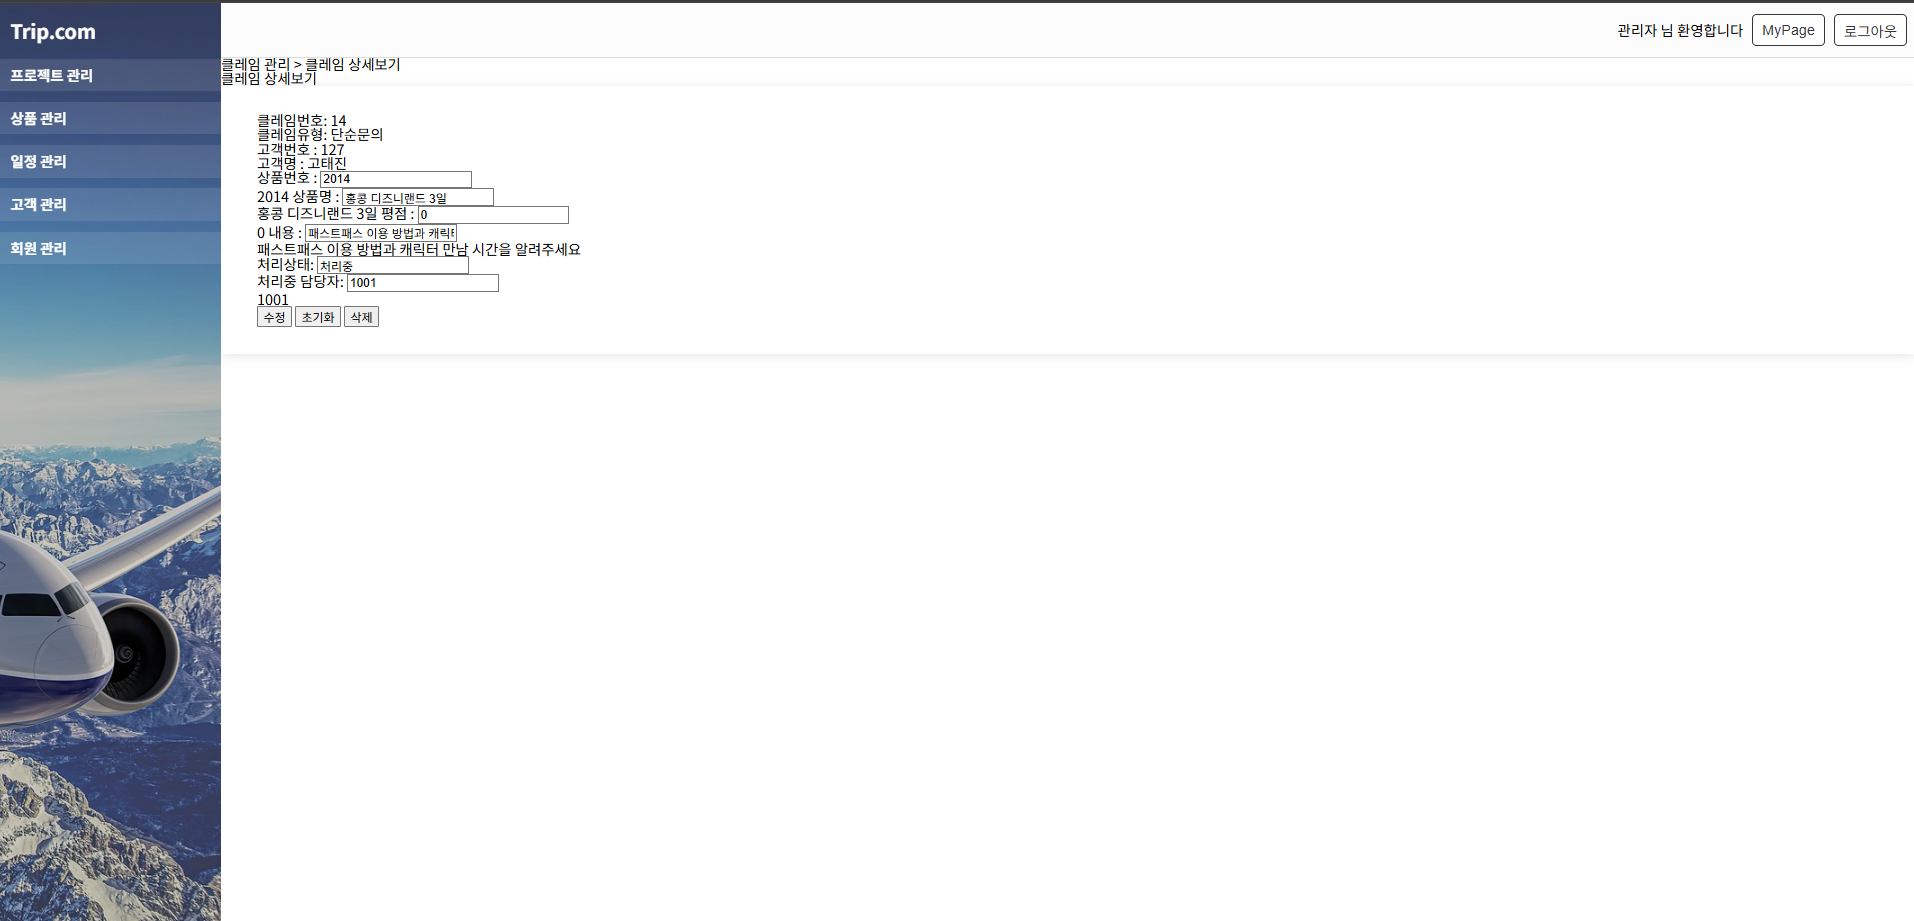 Trip.com
관리자 님 환영합니다 MyPage 로그아웃
프로젝트 관리
상품 관리
일정 관리
고객 관리
회원 관리
클레임 관리 > 클레임 상세보기
클레임 상세보기
클레임번호: 14
클레임유형: 단순문의
고객번호 : 127
고객명 : 고태진
상품번호 : 2014
2014 상품명 : 홍콩 디즈니랜드 3일
홍콩 디즈니랜드 3일 평점 : 0
0 내용 : 패스트패스 이용 방법과 캐릭터
패스트패스 이용 방법과 캐릭터 만남 시간을 알려주세요
처리상태: 처리중
처리중 담당자: 1001
1001
수정 초기화 삭제